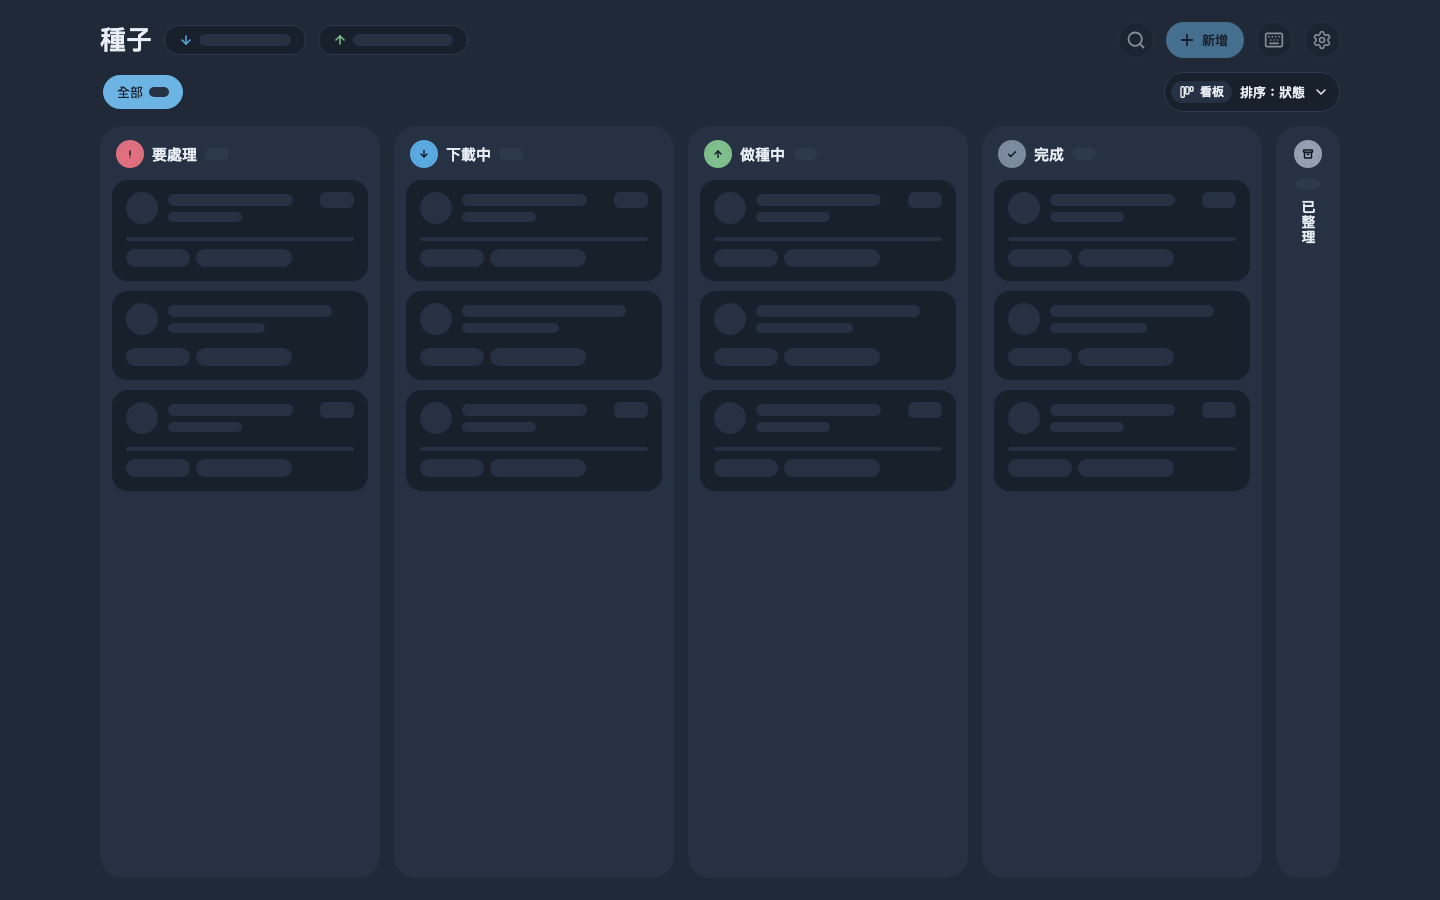 種子
新增
全部
看板 排序：狀態
要處理
下載中
做種中
完成
已整理